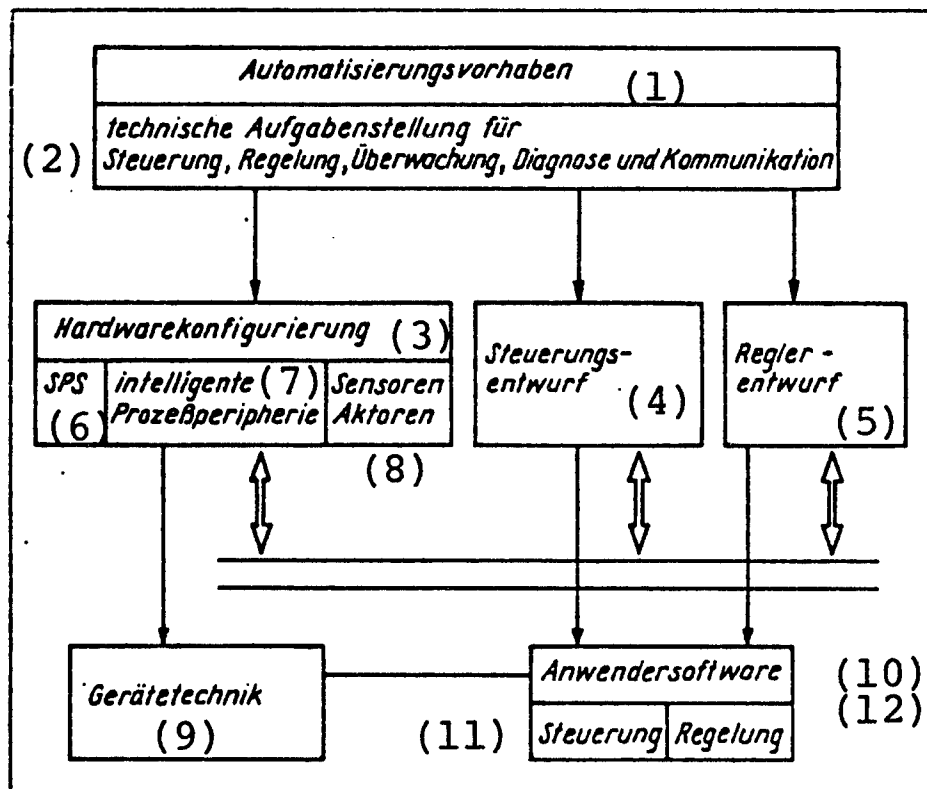 Automatisierungsvorhaben (1)
technische Aufgabenstellung für
(2) Steuerung, Regelung, Überwachung, Diagnose und Kommunikation
Hardwarekonfigurierung (3)
SPS
(6)
intelligente (7)
Prozeßperipherie
Sensoren
Aktoren
(8)
Steuerungs-
entwurf
(4)
Regler-
entwurf
(5)
Gerätetechnik
(9)
Anwendersoftware (10)
(12)
(11) Steuerung Regelung